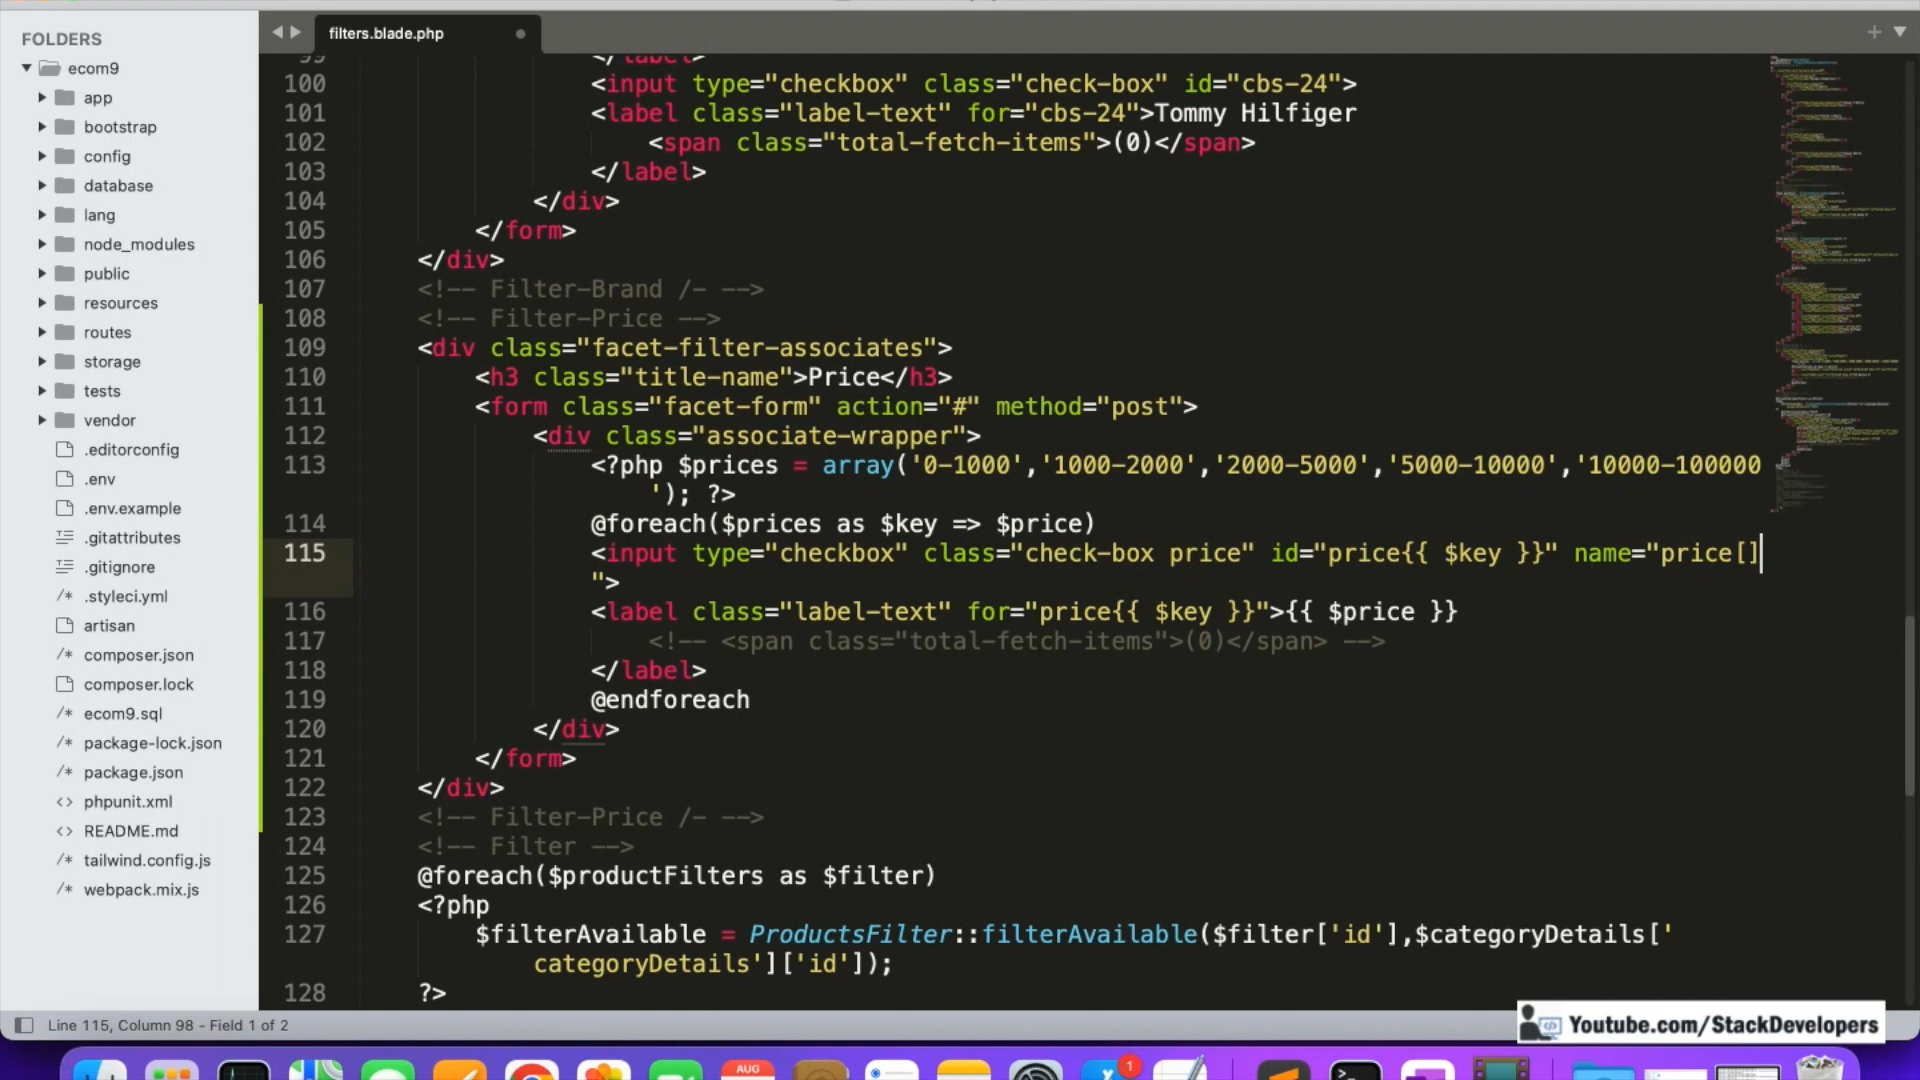 FOLDERS
ecom9
app
bootstrap
config
database
lang
node_modules
public
resources
routes
storage
tests
vendor
.editorconfig
.env
.env.example
.gitattributes
.gitignore
.styleci.yml
artisan
composer.json
composer.lock
ecom9.sql
package-lock.json
package.json
phpunit.xml
README.md
tailwind.config.js
webpack.mix.js
filters.blade.php
99 </label>
100 <input type="checkbox" class="check-box" id="cbs-24">
101 <label class="label-text" for="cbs-24">Tommy Hilfiger
102 <span class="total-fetch-items">(0)</span>
103 </label>
104 </div>
105 </form>
106 </div>
107 <!-- Filter-Brand /- -->
108 <!-- Filter-Price -->
109 <div class="facet-filter-associates">
110 <h3 class="title-name">Price</h3>
111 <form class="facet-form" action="#" method="post">
112 <div class="associate-wrapper">
113 <?php $prices = array('0-1000','1000-2000','2000-5000','5000-10000','10000-100000
'); ?>
114 @foreach($prices as $key => $price)
115 <input type="checkbox" class="check-box price" id="price{{ $key }}" name="price[]
">
116 <label class="label-text" for="price{{ $key }}">{{ $price }}
117 <!-- <span class="total-fetch-items">(0)</span> -->
118 </label>
119 @endforeach
120 </div>
121 </form>
122 </div>
123 <!-- Filter-Price /- -->
124 <!-- Filter -->
125 @foreach($productFilters as $filter)
126 <?php
127 $filterAvailable = ProductsFilter::filterAvailable($filter['id'],$categoryDetails['
categoryDetails']['id']);
128 ?>
Line 115, Column 98 - Field 1 of 2
Youtube.com/StackDevelopers
1
AUG